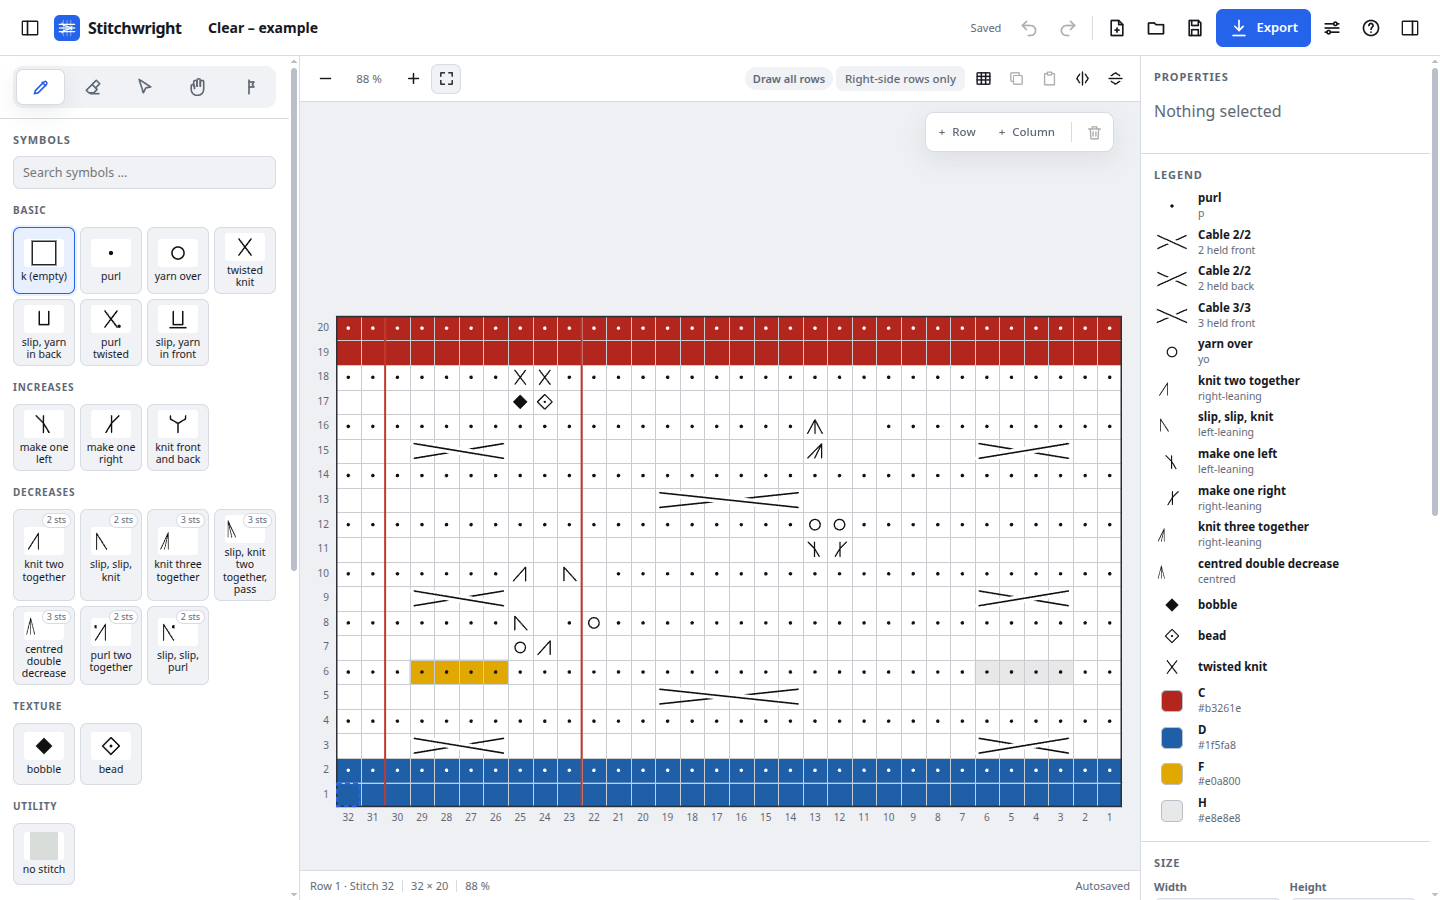 Stitchwright
Clear – example
Saved
Export
88 %
Draw all rows
Right-side rows only
+ Row
+ Column
SYMBOLS
Search symbols ...
BASIC
k (empty)
purl
yarn over
twisted
knit
slip, yarn
in back
purl
twisted
slip, yarn
in front
INCREASES
make one
left
make one
right
knit front
and back
DECREASES
2 sts
knit two
together
2 sts
slip, slip,
knit
3 sts
knit three
together
3 sts
slip, knit
two
together,
pass
3 sts
centred
double
decrease
2 sts
purl two
together
2 sts
slip, slip,
purl
TEXTURE
bobble
bead
UTILITY
no stitch
20
19
18
17
16
15
14
13
12
11
10
9
8
7
6
5
4
3
2
1
32 31 30 29 28 27 26 25 24 23 22 21 20 19 18 17 16 15 14 13 12 11 10 9 8 7 6 5 4 3 2 1
Row 1 · Stitch 32
32 × 20
88 %
Autosaved
PROPERTIES
Nothing selected
LEGEND
purl
p
Cable 2/2
2 held front
Cable 2/2
2 held back
Cable 3/3
3 held front
yarn over
yo
knit two together
right-leaning
slip, slip, knit
left-leaning
make one left
left-leaning
make one right
right-leaning
knit three together
right-leaning
centred double decrease
centred
bobble
bead
twisted knit
C
#b3261e
D
#1f5fa8
F
#e0a800
H
#e8e8e8
SIZE
Width
Height